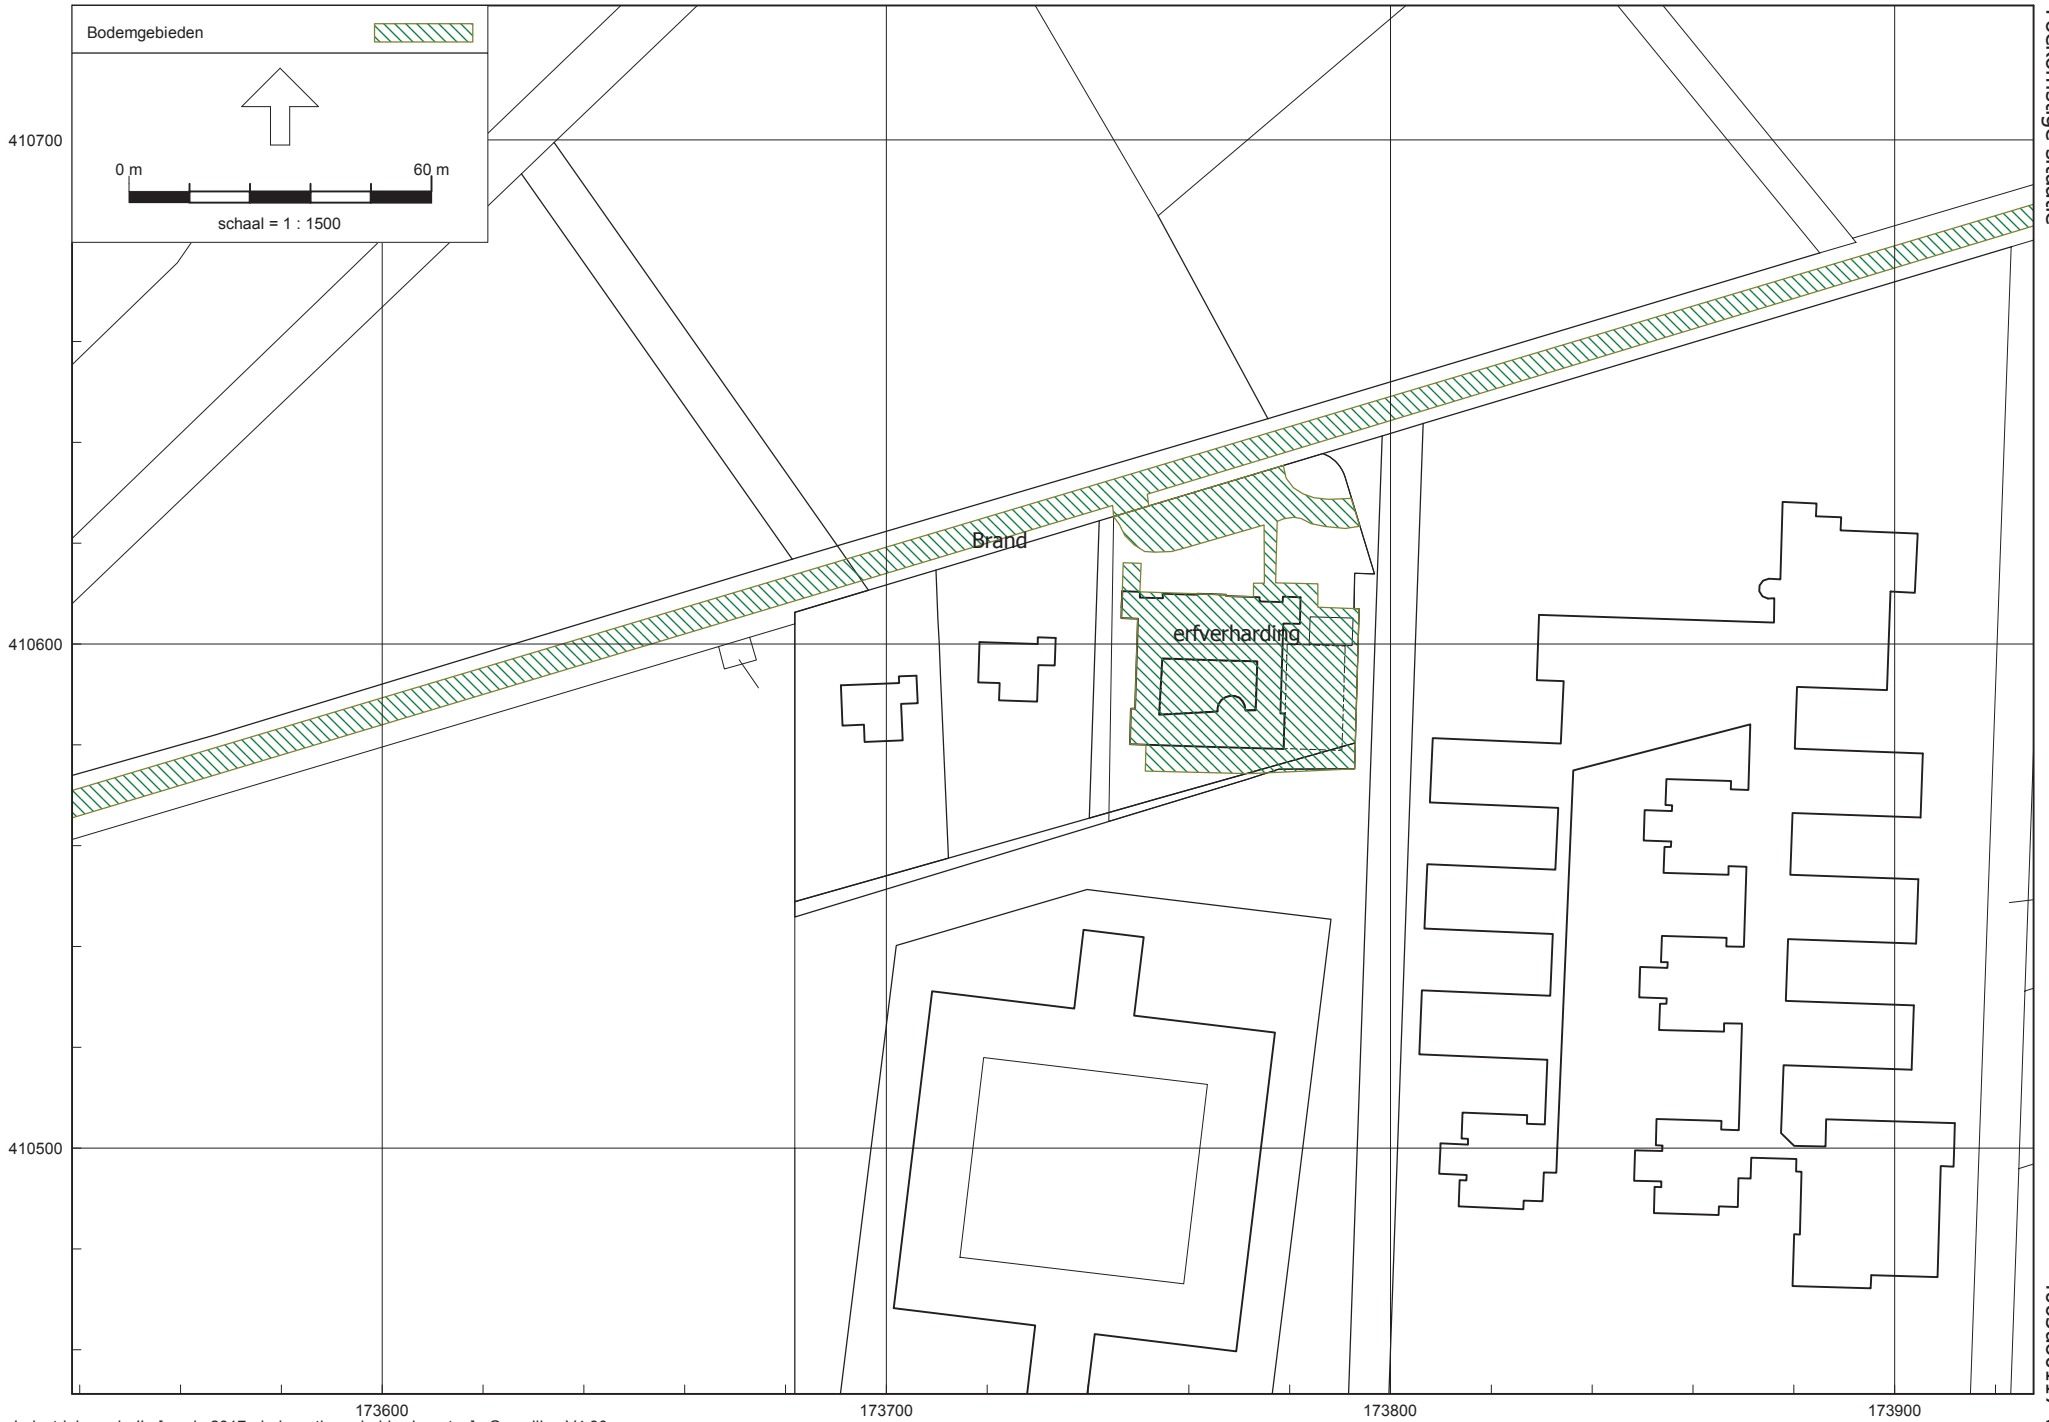 Bodemgebieden
0 m 60 m
schaal = 1 : 1500
410700
Brand
erfverharding
410600
410500
173600 173700 173800 173900